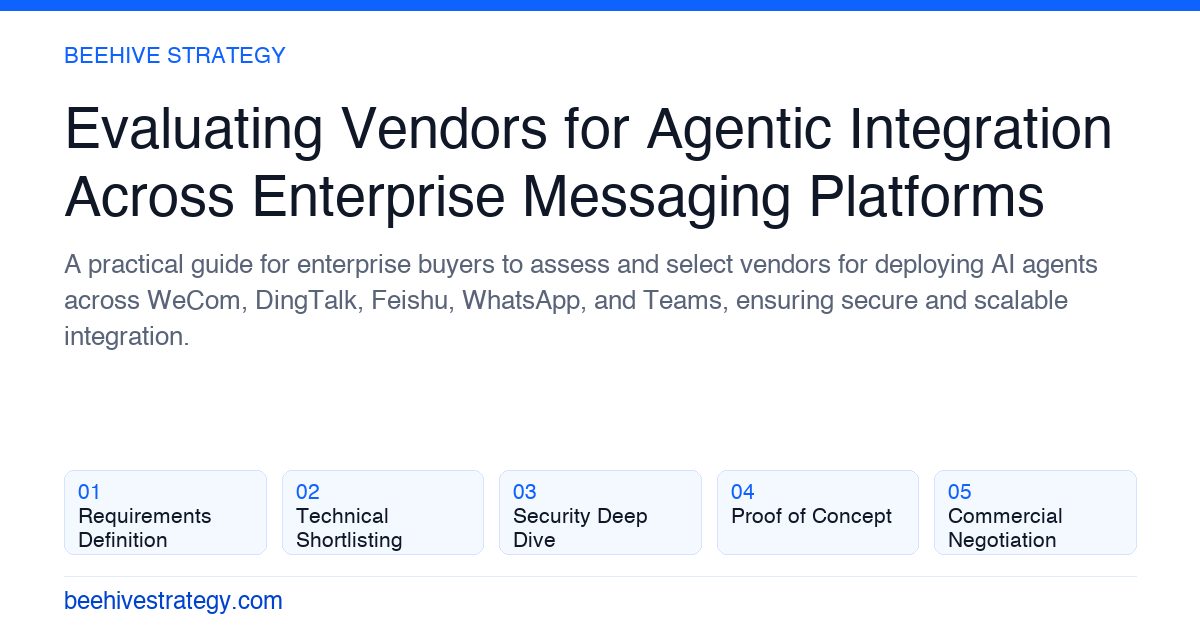 BEEHIVE STRATEGY
Evaluating Vendors for Agentic Integration
Across Enterprise Messaging Platforms
A practical guide for enterprise buyers to assess and select vendors for deploying AI agents
across WeCom, DingTalk, Feishu, WhatsApp, and Teams, ensuring secure and scalable
integration.
01
Requirements
Definition
02
Technical
Shortlisting
03
Security Deep
Dive
04
Proof of Concept
05
Commercial
Negotiation
beehivestrategy.com